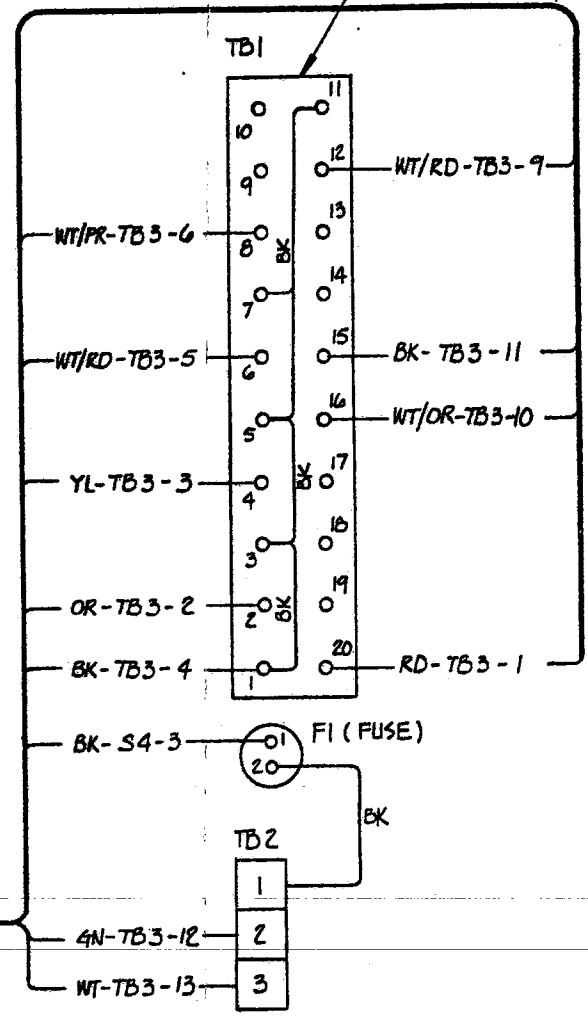 TB1
11
10
12
WT/RD-TB3-9
9
13
WT/PR-TB3-6
8
BK
14
7
15
WT/RD-TB3-5
BK-TB3-11
6
16
WT/OR-TB3-10
5
17
BK
YL-TB3-3
4
18
3
19
BK
OR-TB3-2
2
20
BK-TB3-4
RD-TB3-1
1
F1 (FUSE)
BK-S4-3
1
2
BK
TB2
1
GN-TB3-12
2
WT-TB3-13
3